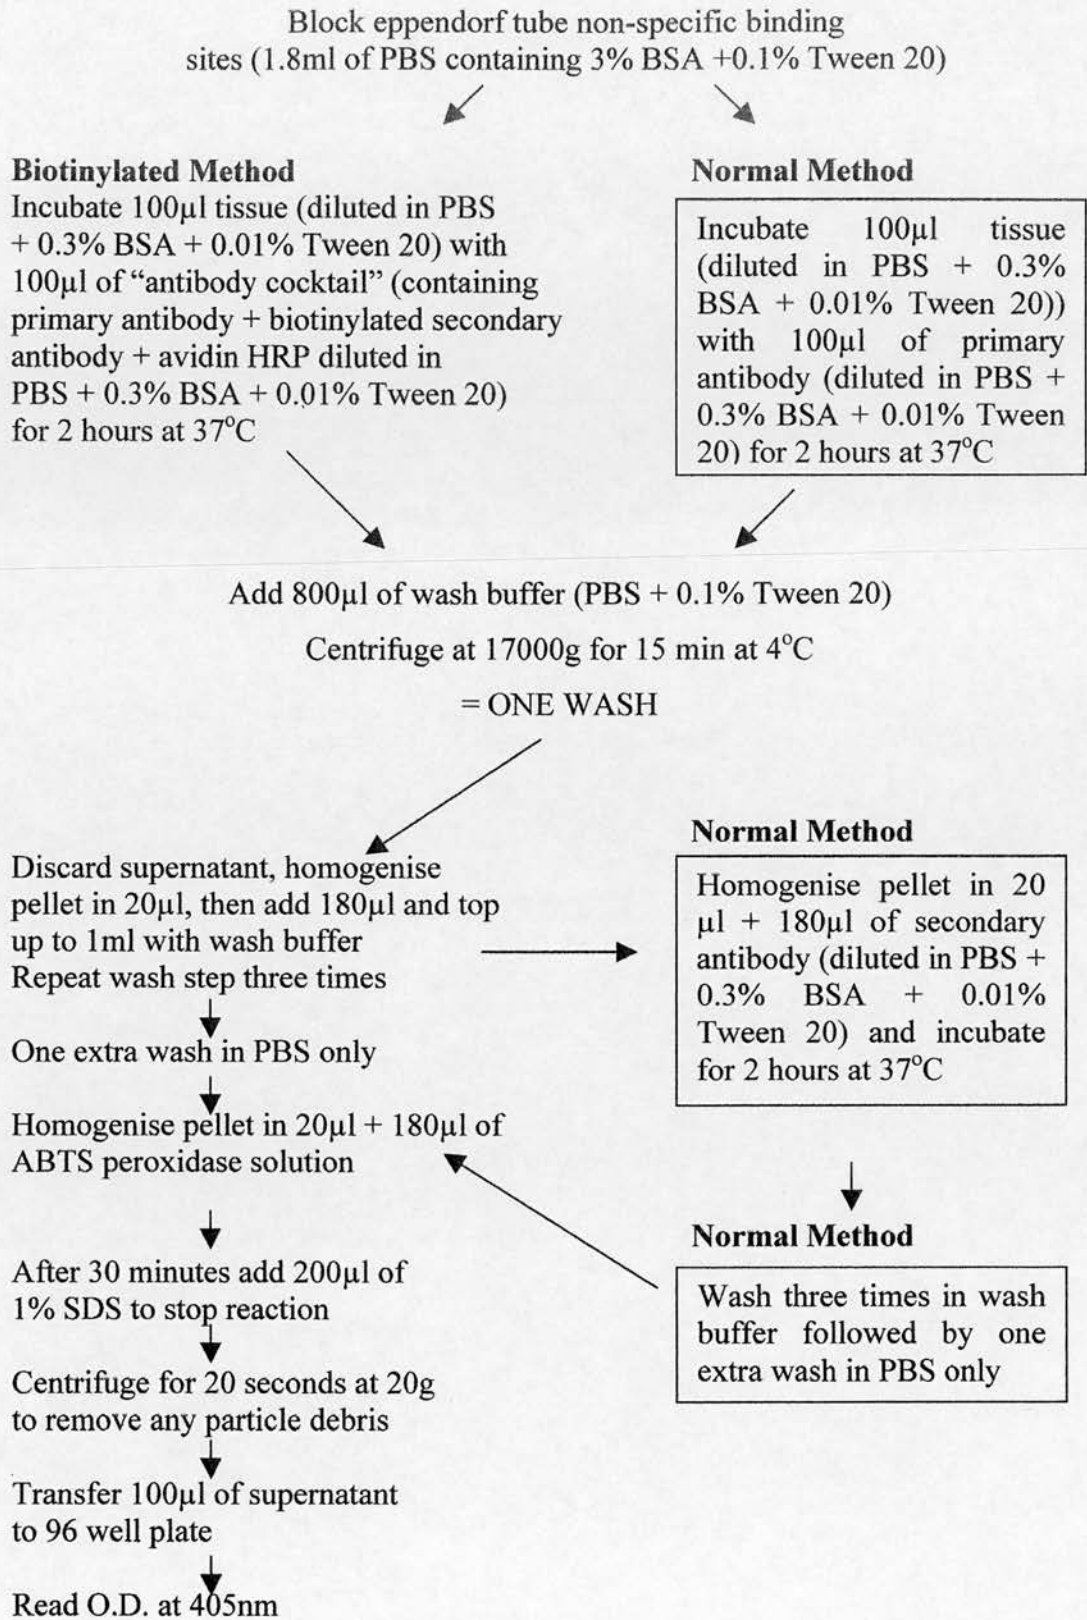 Block eppendorf tube non-specific binding
sites (1.8ml of PBS containing 3% BSA +0.1% Tween 20)
Biotinylated Method
Incubate 100µl tissue (diluted in PBS
+ 0.3% BSA + 0.01% Tween 20) with
100µl of “antibody cocktail” (containing
primary antibody + biotinylated secondary
antibody + avidin HRP diluted in
PBS + 0.3% BSA + 0.01% Tween 20)
for 2 hours at 37°C
Normal Method
Incubate 100µl tissue
(diluted in PBS + 0.3%
BSA + 0.01% Tween 20))
with 100µl of primary
antibody (diluted in PBS +
0.3% BSA + 0.01% Tween
20) for 2 hours at 37°C
Add 800µl of wash buffer (PBS + 0.1% Tween 20)
Centrifuge at 17000g for 15 min at 4°C
= ONE WASH
Discard supernatant, homogenise
pellet in 20µl, then add 180µl and top
up to 1ml with wash buffer
Repeat wash step three times
Normal Method
Homogenise pellet in 20
µl + 180µl of secondary
antibody (diluted in PBS +
0.3% BSA + 0.01%
Tween 20) and incubate
for 2 hours at 37°C
One extra wash in PBS only
Homogenise pellet in 20µl + 180µl of
ABTS peroxidase solution
Normal Method
Wash three times in wash
buffer followed by one
extra wash in PBS only
After 30 minutes add 200µl of
1% SDS to stop reaction
Centrifuge for 20 seconds at 20g
to remove any particle debris
Transfer 100µl of supernatant
to 96 well plate
Read O.D. at 405nm